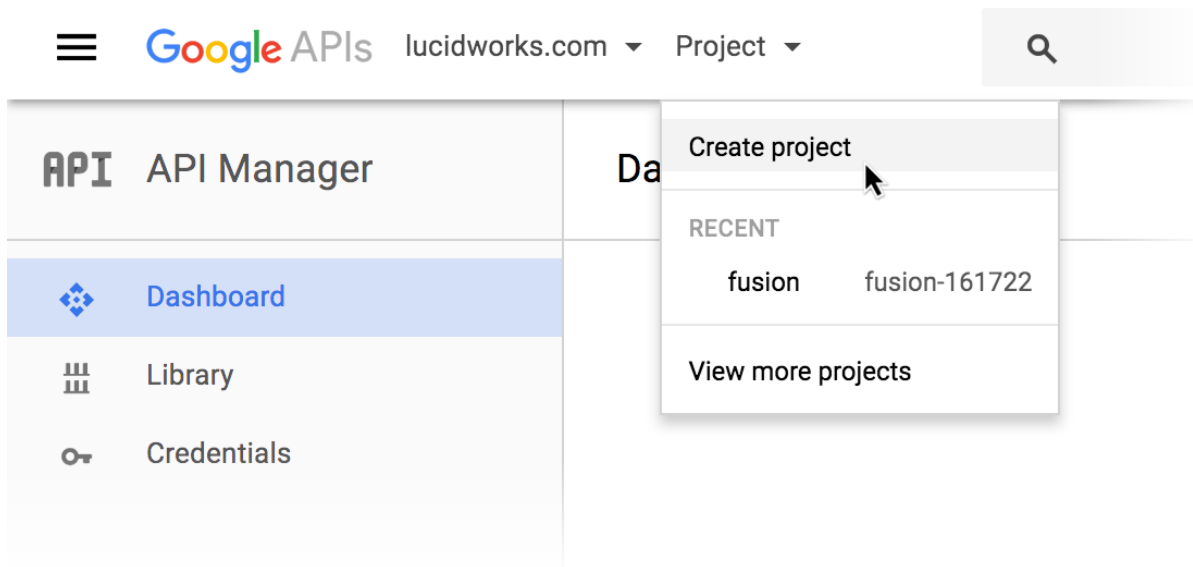 Google APIs lucidworks.com Project
API API Manager
Da
Create project
RECENT
fusion fusion-161722
View more projects
Dashboard
Library
Credentials